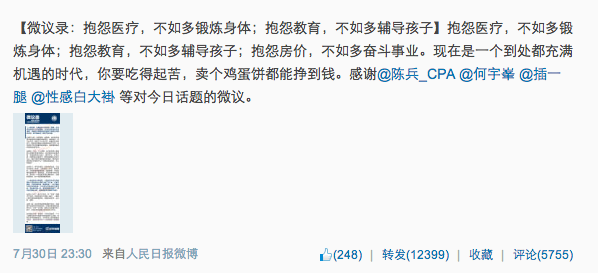 【微议录：抱怨医疗，不如多锻炼身体；抱怨教育，不如多辅导孩子】抱怨医疗，不如多锻
炼身体；抱怨教育，不如多辅导孩子；抱怨房价，不如多奋斗事业。现在是一个到处都充满
机遇的时代，你要吃得起苦，卖个鸡蛋饼都能挣到钱。感谢@陈兵_CPA @何宇峯 @插一
腿 @性感白大褂 等对今日话题的微议。
微议录
7月30日 23:30 来自人民日报微博 (248) | 转发(12399) | 收藏 | 评论(5755)